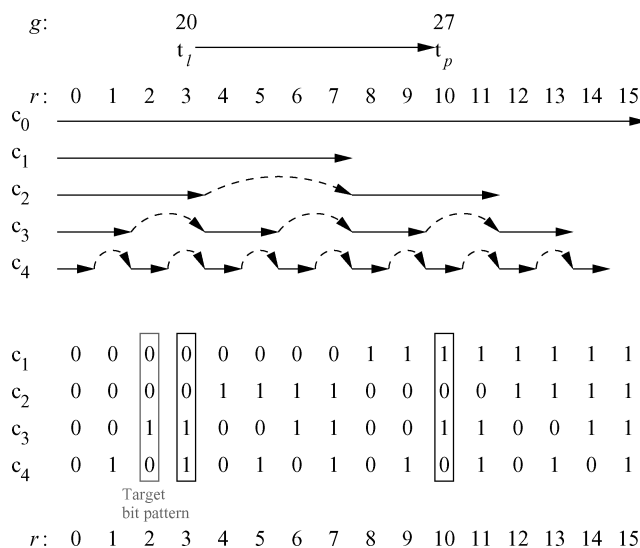 g: 20 27
t_l t_p
r: 0 1 2 3 4 5 6 7 8 9 10 11 12 13 14 15
c_0
c_1
c_2
c_3
c_4
c_1 0 0 0 0 0 0 0 0 1 1 1 1 1 1 1 1
c_2 0 0 0 0 1 1 1 1 0 0 0 0 1 1 1 1
c_3 0 0 1 1 0 0 1 1 0 0 1 1 0 0 1 1
c_4 0 1 0 1 0 1 0 1 0 1 0 1 0 1 0 1
Target
bit pattern
r: 0 1 2 3 4 5 6 7 8 9 10 11 12 13 14 15